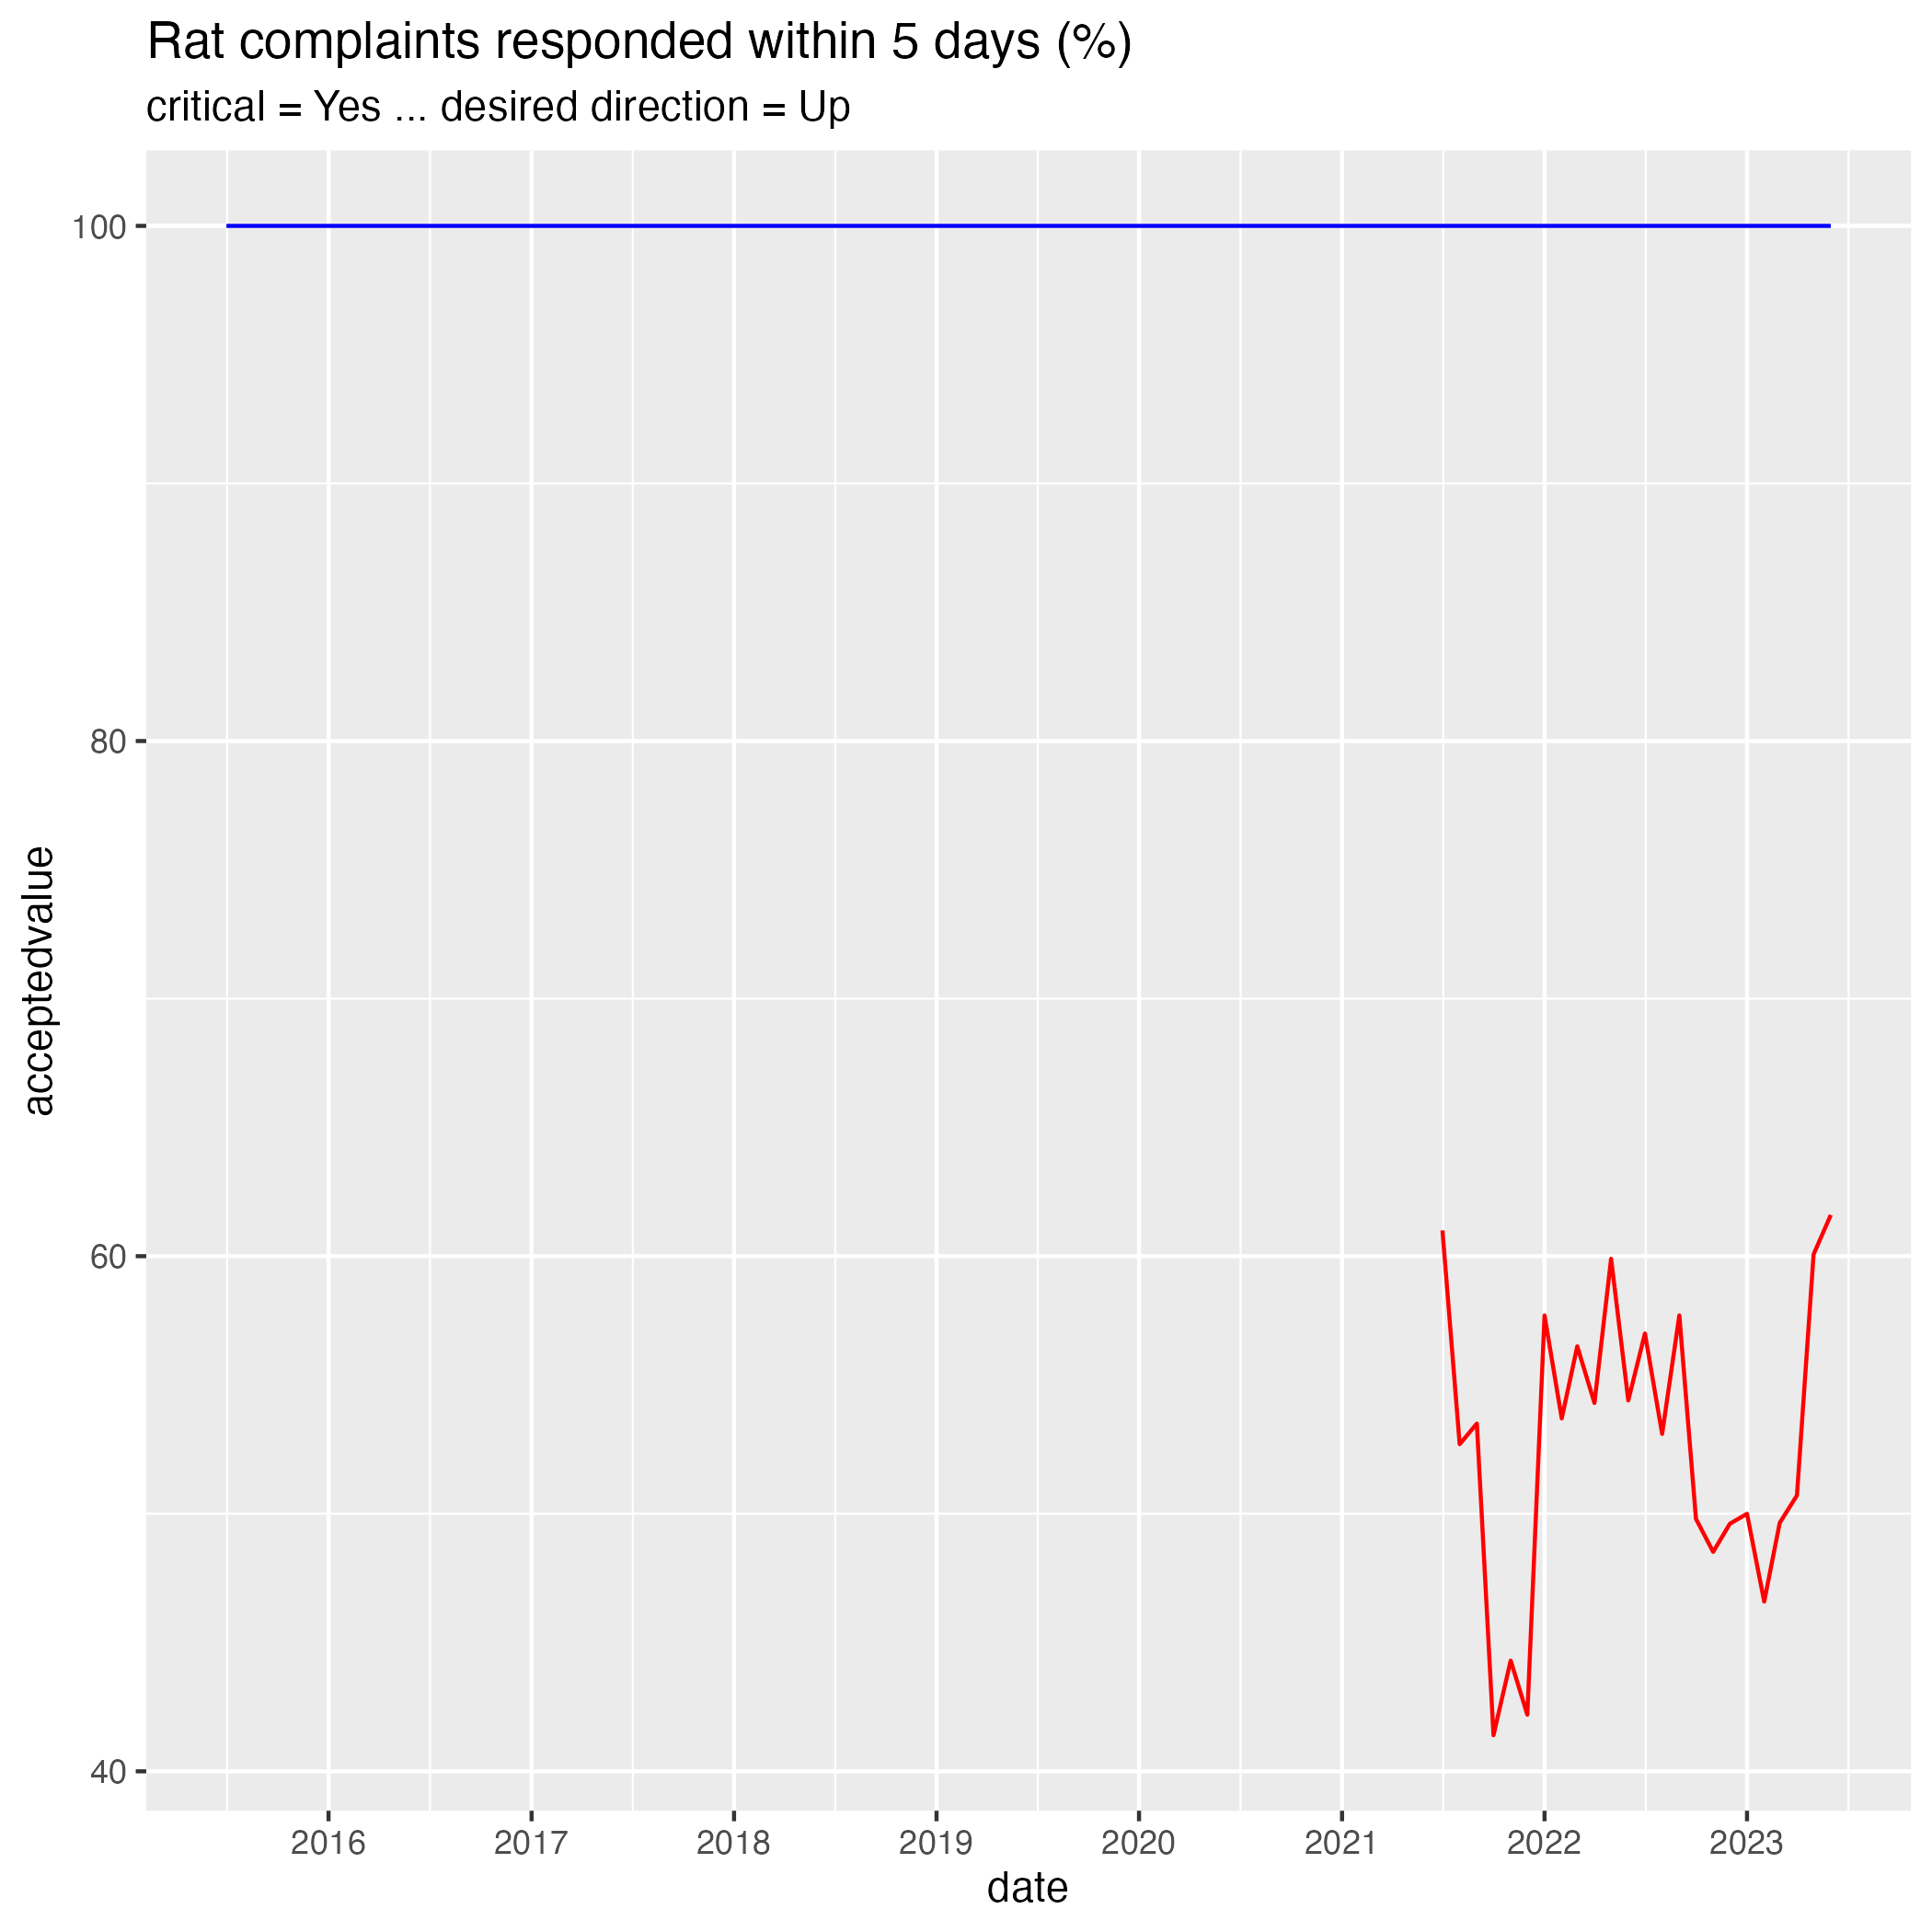 Rat complaints responded within 5 days (%)
critical = Yes ... desired direction = Up
100
80
60
40
acceptedvalue
2016 2017 2018 2019 2020 2021 2022 2023
date